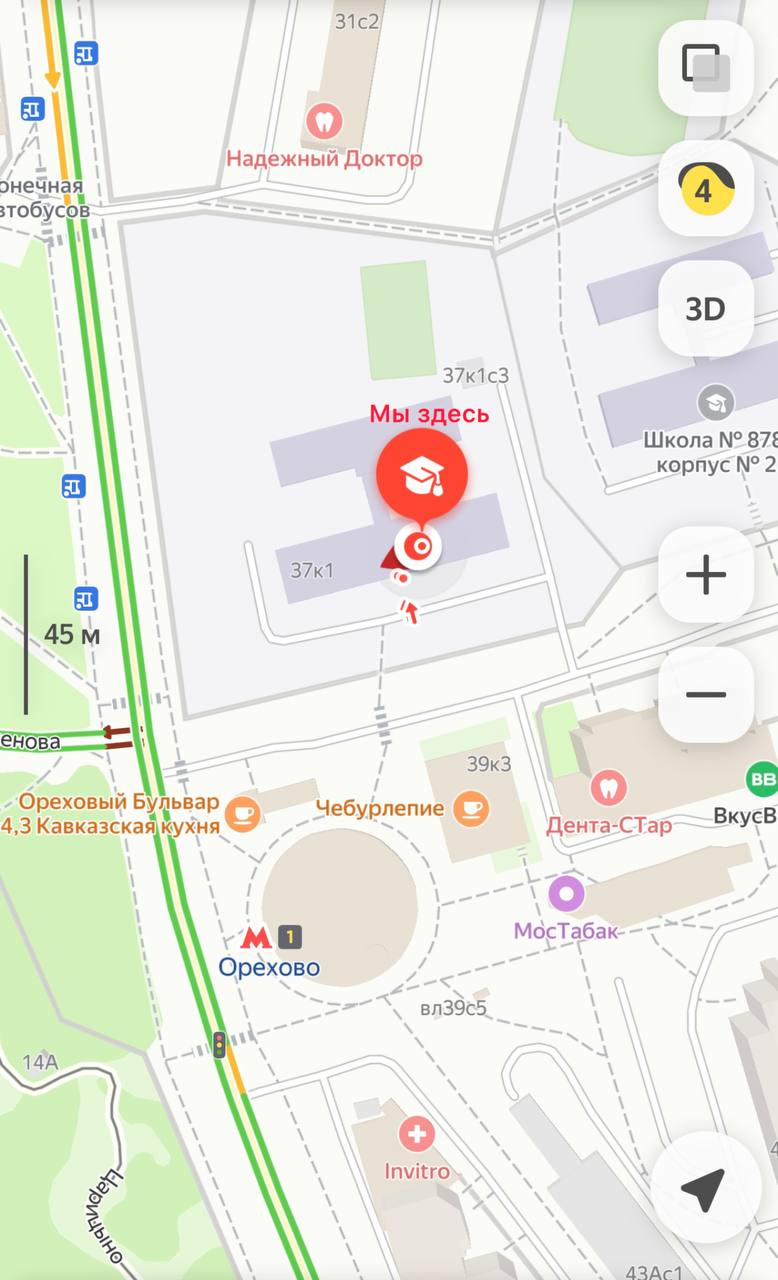 31с2
Надежный Доктор
онечная
втобусов
4
3D
37к1с3
Мы здесь
Школа № 878
корпус № 2
37к1
45 м
енова
39к3
Ореховый Бульвар
4,3 Кавказская кухня
Чебурлепие
Дента-СТар
ВВ
ВкусВ
МосТабак
М 1
Орехово
вл39с5
14А
Invitro
Царицыно
43Ас1